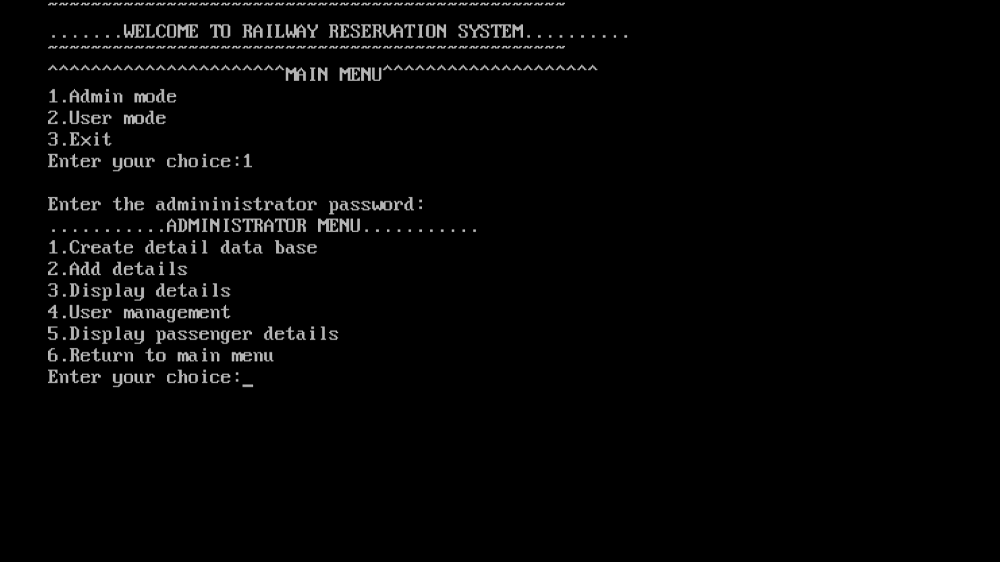 ~~~~~~~~~~~~~~~~~~~~~~~~~~~~~~~~~~~~~~~~~~~~~~~~
.......WELCOME TO RAILWAY RESERVATION SYSTEM..........
~~~~~~~~~~~~~~~~~~~~~~~~~~~~~~~~~~~~~~~~~~~~~~~~
^^^^^^^^^^^^^^^^^^^^^^MAIN MENU^^^^^^^^^^^^^^^^^^^^
1.Admin mode
2.User mode
3.Exit
Enter your choice:1
Enter the admininistrator password:
...........ADMINISTRATOR MENU...........
1.Create detail data base
2.Add details
3.Display details
4.User management
5.Display passenger details
6.Return to main menu
Enter your choice:_